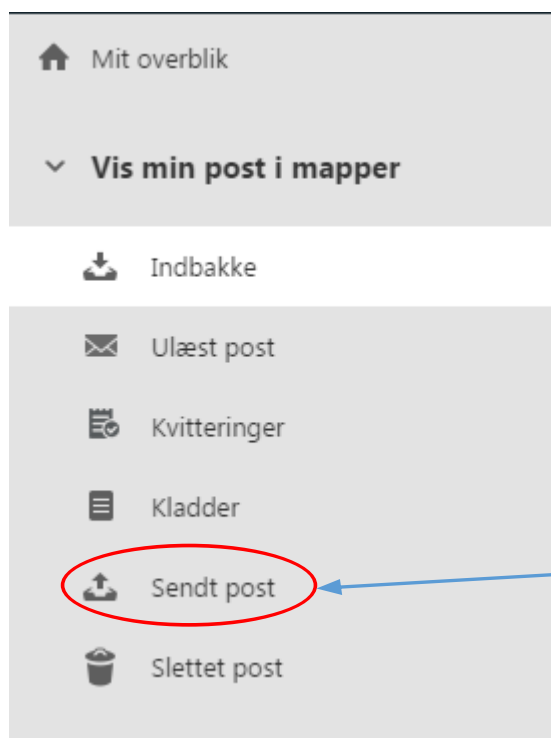 Mit overblik
Vis min post i mapper
Indbakke
Ulæst post
Kvitteringer
Kladder
Sendt post
Slettet post